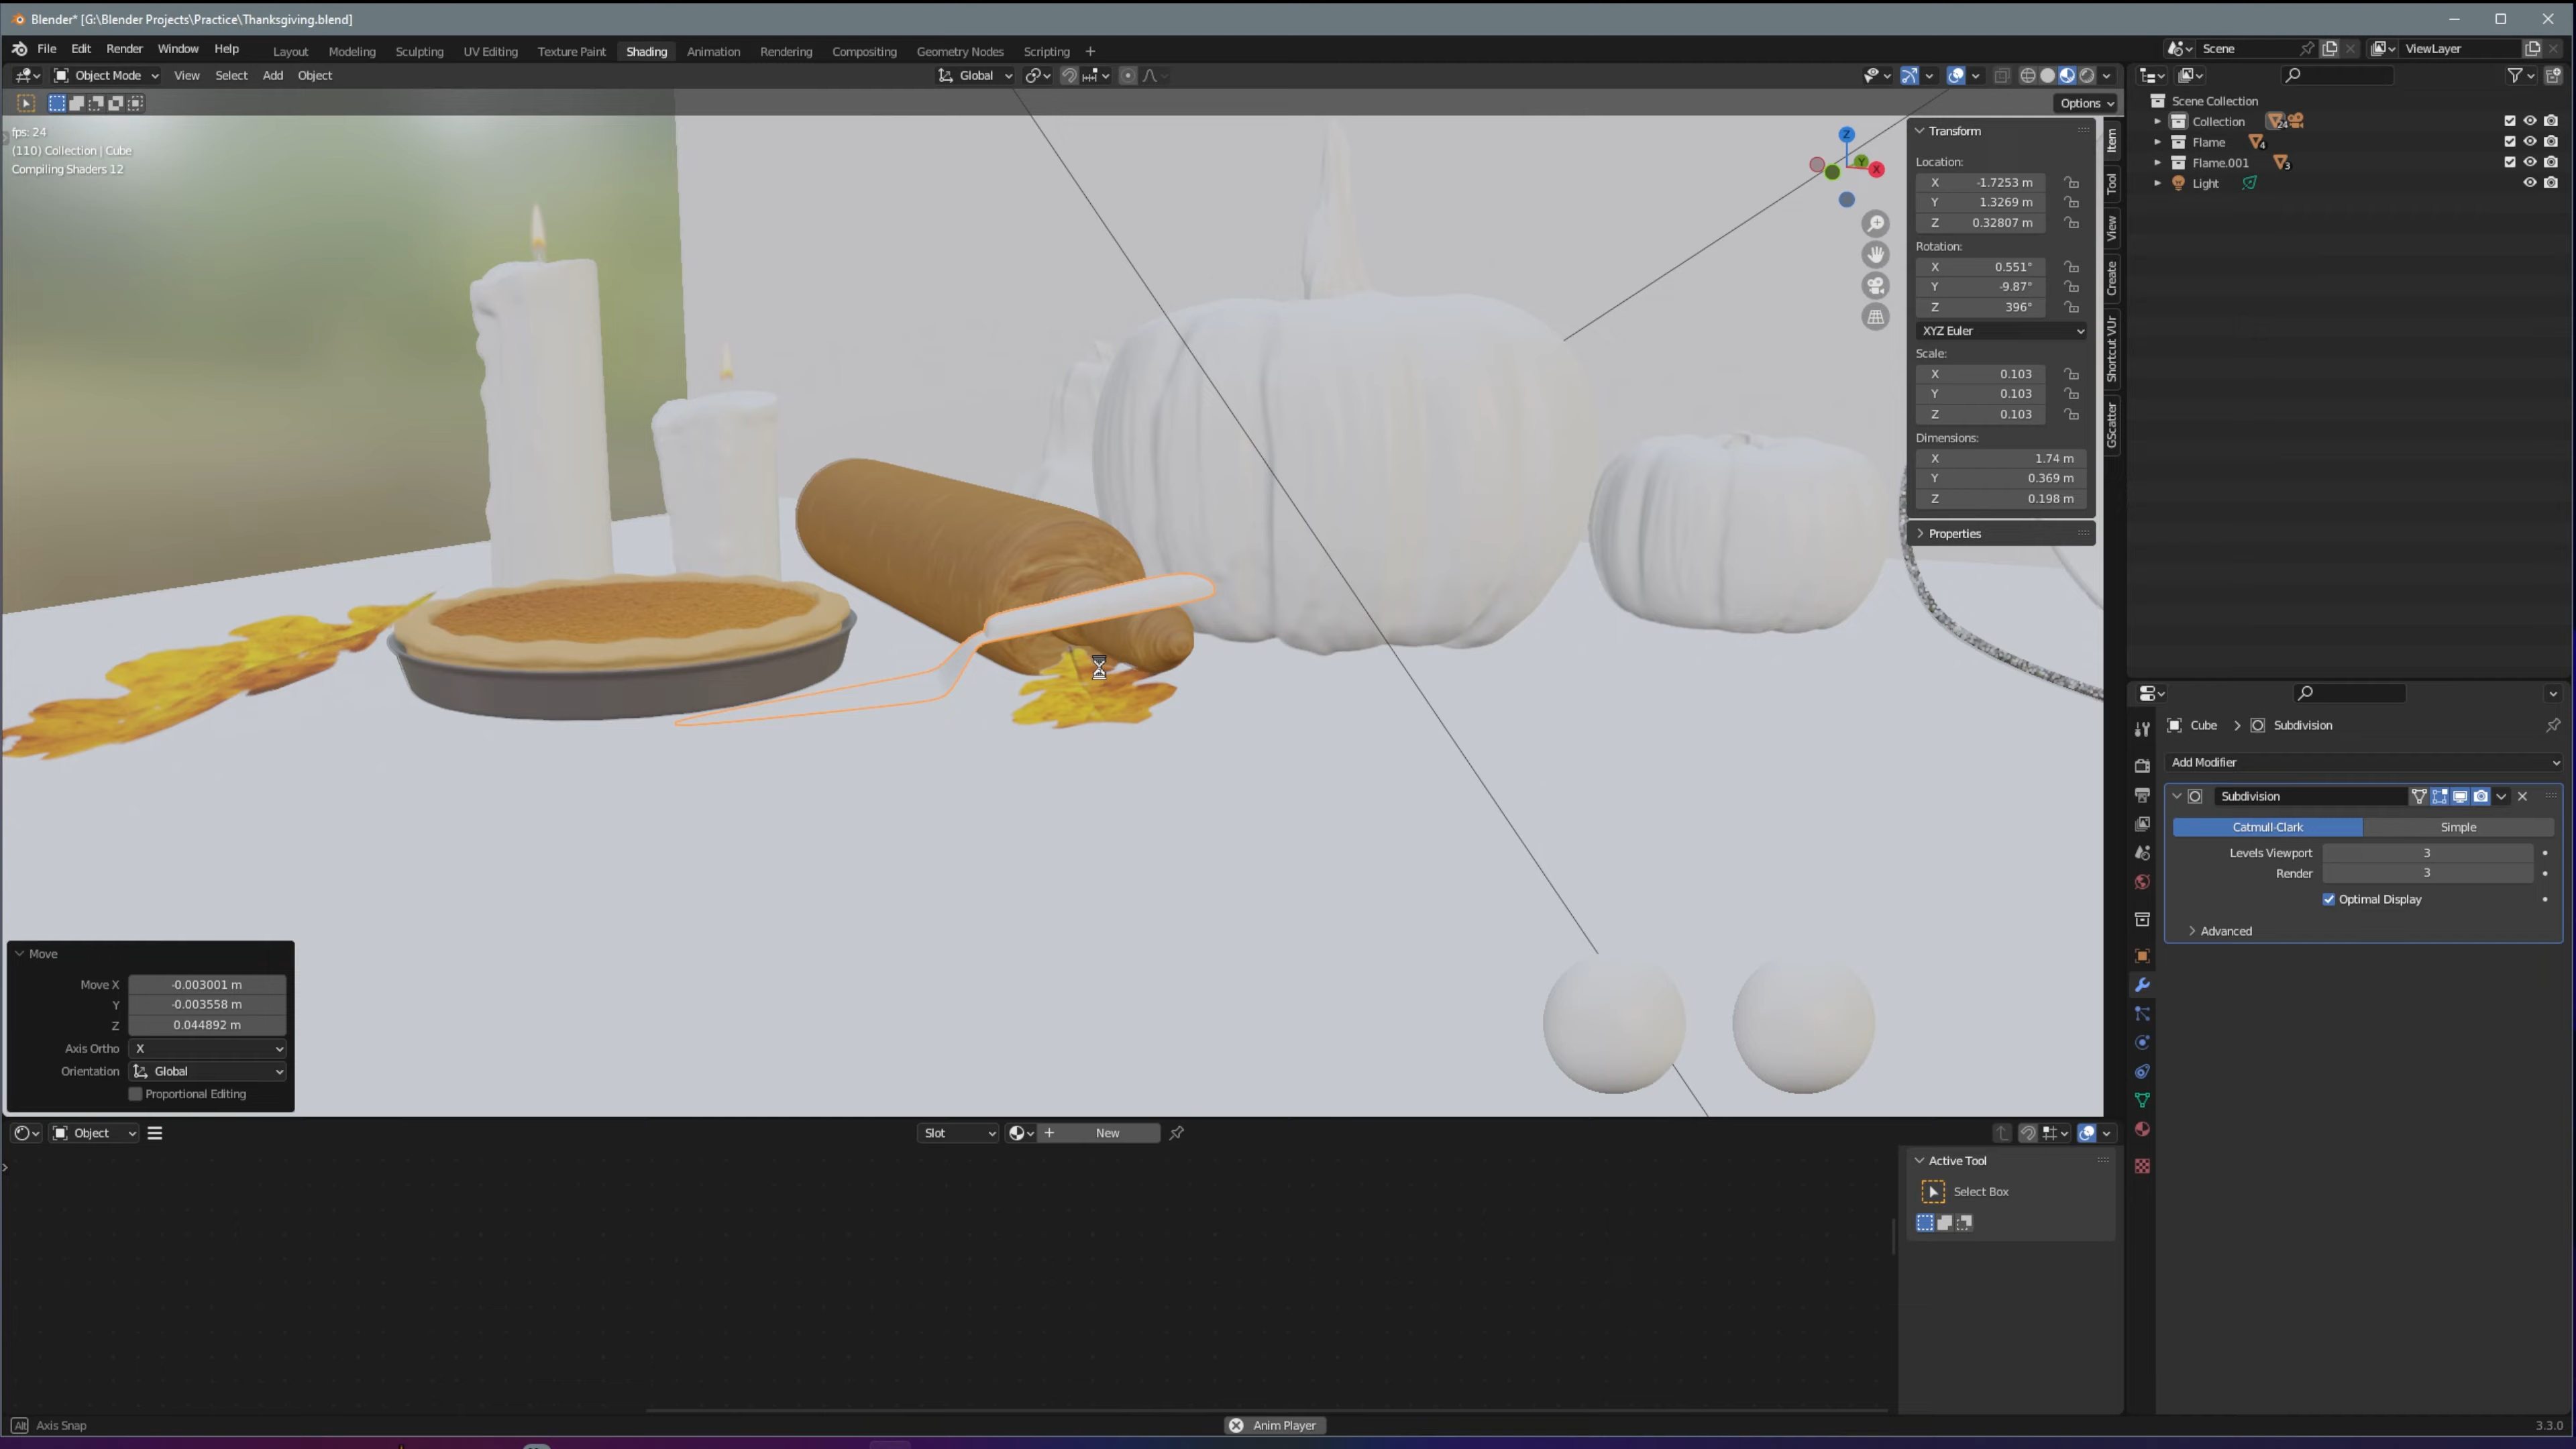 Blender* [G:\Blender Projects\Practice\Thanksgiving.blend]
File Edit Render Window Help Layout Modeling Sculpting UV Editing Texture Paint Shading Animation Rendering Compositing Geometry Nodes Scripting + Scene ViewLayer
Object Mode View Select Add Object Global
Options
fps: 24
(110) Collection | Cube
Compiling Shaders 12
Z
Y
X
Transform
Location:
X -1.7253 m
Y 1.3269 m
Z 0.32807 m
Rotation:
X 0.551°
Y -9.87°
Z 396°
XYZ Euler
Scale:
X 0.103
Y 0.103
Z 0.103
Dimensions:
X 1.74 m
Y 0.369 m
Z 0.198 m
Properties
Item
Tool
View
Create
Shortcut VUr
GScatter
Scene Collection
Collection 24
Flame 4
Flame.001 3
Light
Cube > Subdivision
Add Modifier
Subdivision
Catmull-Clark Simple
Levels Viewport 3
Render 3
Optimal Display
Advanced
Move
Move X -0.003001 m
Y -0.003558 m
Z 0.044892 m
Axis Ortho X
Orientation Global
Proportional Editing
Object Slot New
Active Tool
Select Box
Alt Axis Snap Anim Player 3.3.0